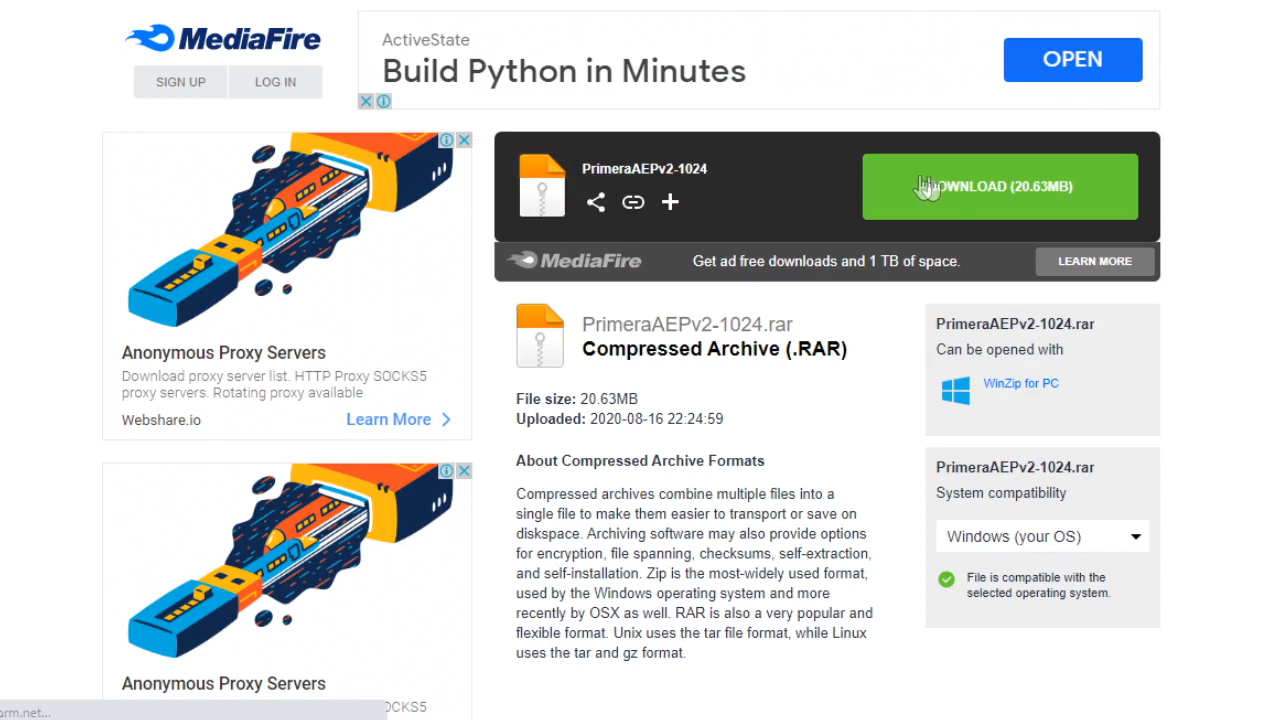 MediaFire
SIGN UP
LOG IN
ActiveState
Build Python in Minutes
OPEN
Anonymous Proxy Servers
Download proxy server list. HTTP Proxy SOCKS5
proxy servers. Rotating proxy available
Webshare.io
Learn More
PrimeraAEPv2-1024
DOWNLOAD (20.63MB)
MediaFire
Get ad free downloads and 1 TB of space.
LEARN MORE
PrimeraAEPv2-1024.rar
Compressed Archive (.RAR)
File size: 20.63MB
Uploaded: 2020-08-16 22:24:59
About Compressed Archive Formats
Compressed archives combine multiple files into a
single file to make them easier to transport or save on
diskspace. Archiving software may also provide options
for encryption, file spanning, checksums, self-extraction,
and self-installation. Zip is the most-widely used format,
used by the Windows operating system and more
recently by OSX as well. RAR is also a very popular and
flexible format. Unix uses the tar file format, while Linux
uses the tar and gz format.
PrimeraAEPv2-1024.rar
Can be opened with
WinZip for PC
PrimeraAEPv2-1024.rar
System compatibility
Windows (your OS)
File is compatible with the
selected operating system.
Anonymous Proxy Servers
OCKS5
arm.net...